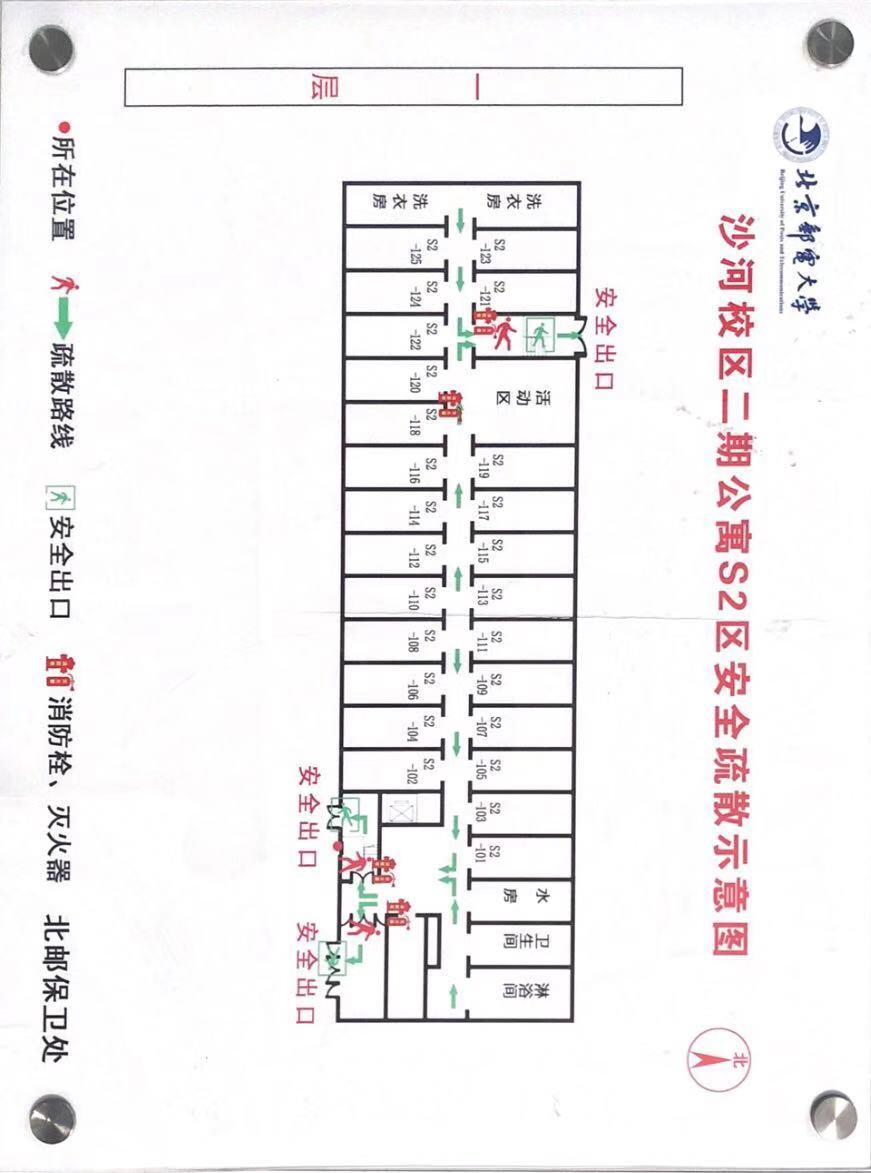 北京郵電大学
Beijing University of Posts and Telecommunications
沙河校区二期公寓S2区安全疏散示意图
北
一层
安全出口
洗衣房
S2-123
S2-121
活动区
S2-119
S2-117
S2-115
S2-113
S2-111
S2-109
S2-107
S2-105
S2-103
S2-101
水房
卫生间
淋浴间
洗衣房
S2-125
S2-124
S2-122
S2-120
S2-118
S2-116
S2-114
S2-112
S2-110
S2-108
S2-106
S2-104
S2-102
安全出口
安全出口
所在位置 疏散路线 安全出口 消防栓、灭火器 北邮保卫处